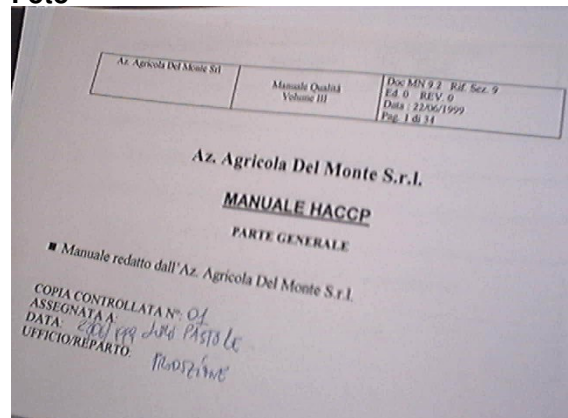 Foto
Az. Agricola Del Monte Srl
Manuale Qualità
Volume III
Doc MN 9.2 Rif. Sez. 9
Ed. 0 REV. 0
Data : 22/06/1999
Pag. 1 di 34
Az. Agricola Del Monte S.r.l.
MANUALE HACCP
PARTE GENERALE
■ Manuale redatto dall'Az. Agricola Del Monte S.r.l.
COPIA CONTROLLATA N°: 01
ASSEGNATA A:
DATA:
UFFICIO/REPARTO:
PRODUZIONE